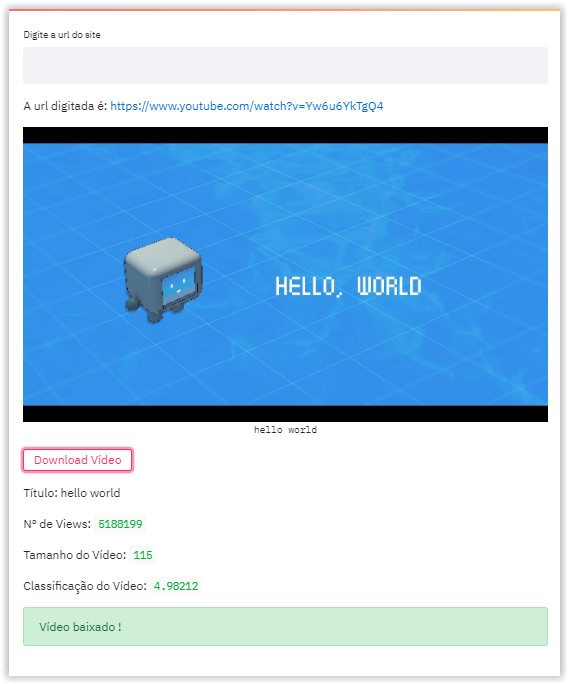 Digite a url do site
A url digitada é: https://www.youtube.com/watch?v=Yw6u6YkTgQ4
HELLO, WORLD
hello world
Download Vídeo
Título: hello world
Nº de Views: 5188199
Tamanho do Vídeo: 115
Classificação do Vídeo: 4.98212
Vídeo baixado !